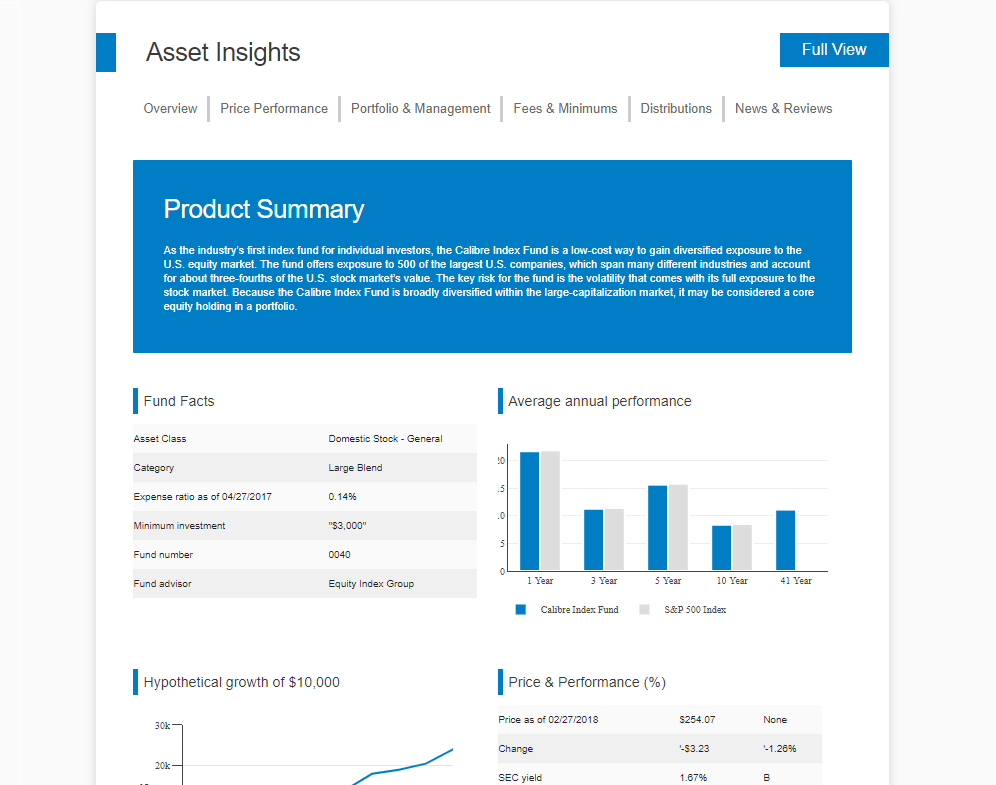 Asset Insights
Full View
Overview
Price Performance
Portfolio & Management
Fees & Minimums
Distributions
News & Reviews
Product Summary
As the industry's first index fund for individual investors, the Calibre Index Fund is a low-cost way to gain diversified exposure to the
U.S. equity market. The fund offers exposure to 500 of the largest U.S. companies, which span many different industries and account
for about three-fourths of the U.S. stock market's value. The key risk for the fund is the volatility that comes with its full exposure to the
stock market. Because the Calibre Index Fund is broadly diversified within the large-capitalization market, it may be considered a core
equity holding in a portfolio.
Fund Facts
Asset Class Domestic Stock - General
Category Large Blend
Expense ratio as of 04/27/2017 0.14%
Minimum investment "$3,000"
Fund number 0040
Fund advisor Equity Index Group
Average annual performance
20
5
0
1 Year 3 Year 5 Year 10 Year 41 Year
Calibre Index Fund S&P 500 Index
Hypothetical growth of $10,000
30k
20k
Price & Performance (%)
Price as of 02/27/2018 $254.07 None
Change '-$3.23 '-1.26%
SEC yield 1.67% B